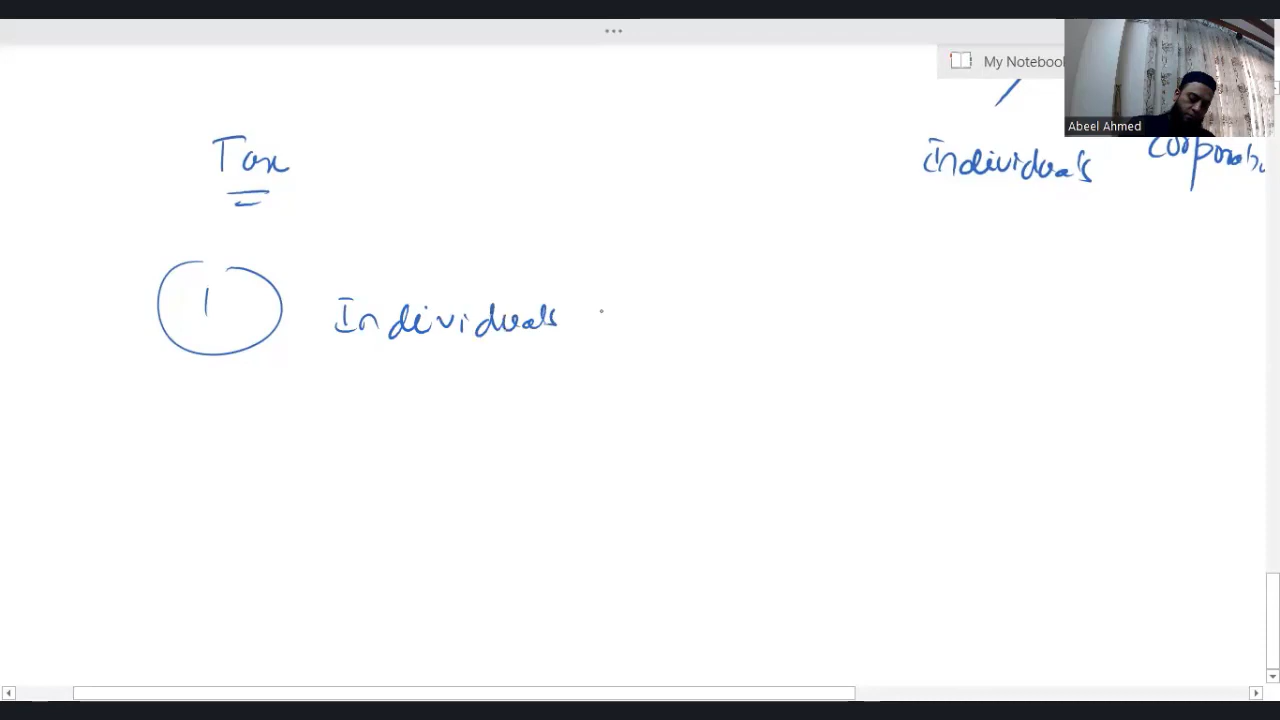 My Notebook
Abeel Ahmed
Tax
Individuals
1 Individuals